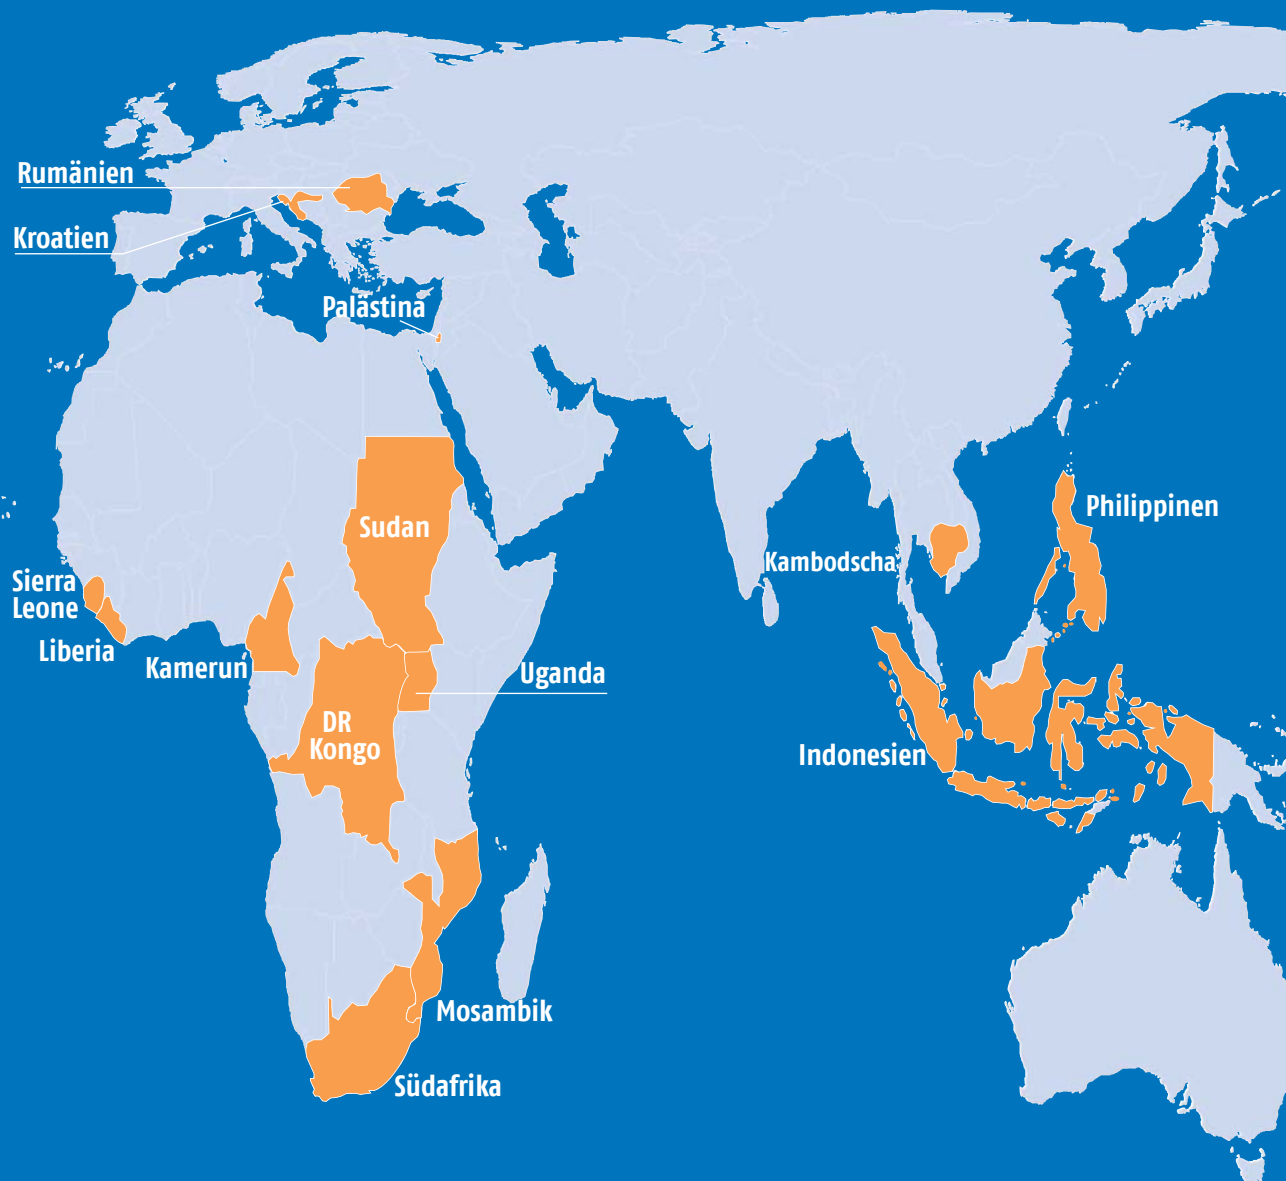 Rumänien
Kroatien
Palästina
Sudan
Philippinen
Kambodscha
Sierra
Leone
Liberia
Kamerun
Uganda
DR
Kongo
Indonesien
Mosambik
Südafrika